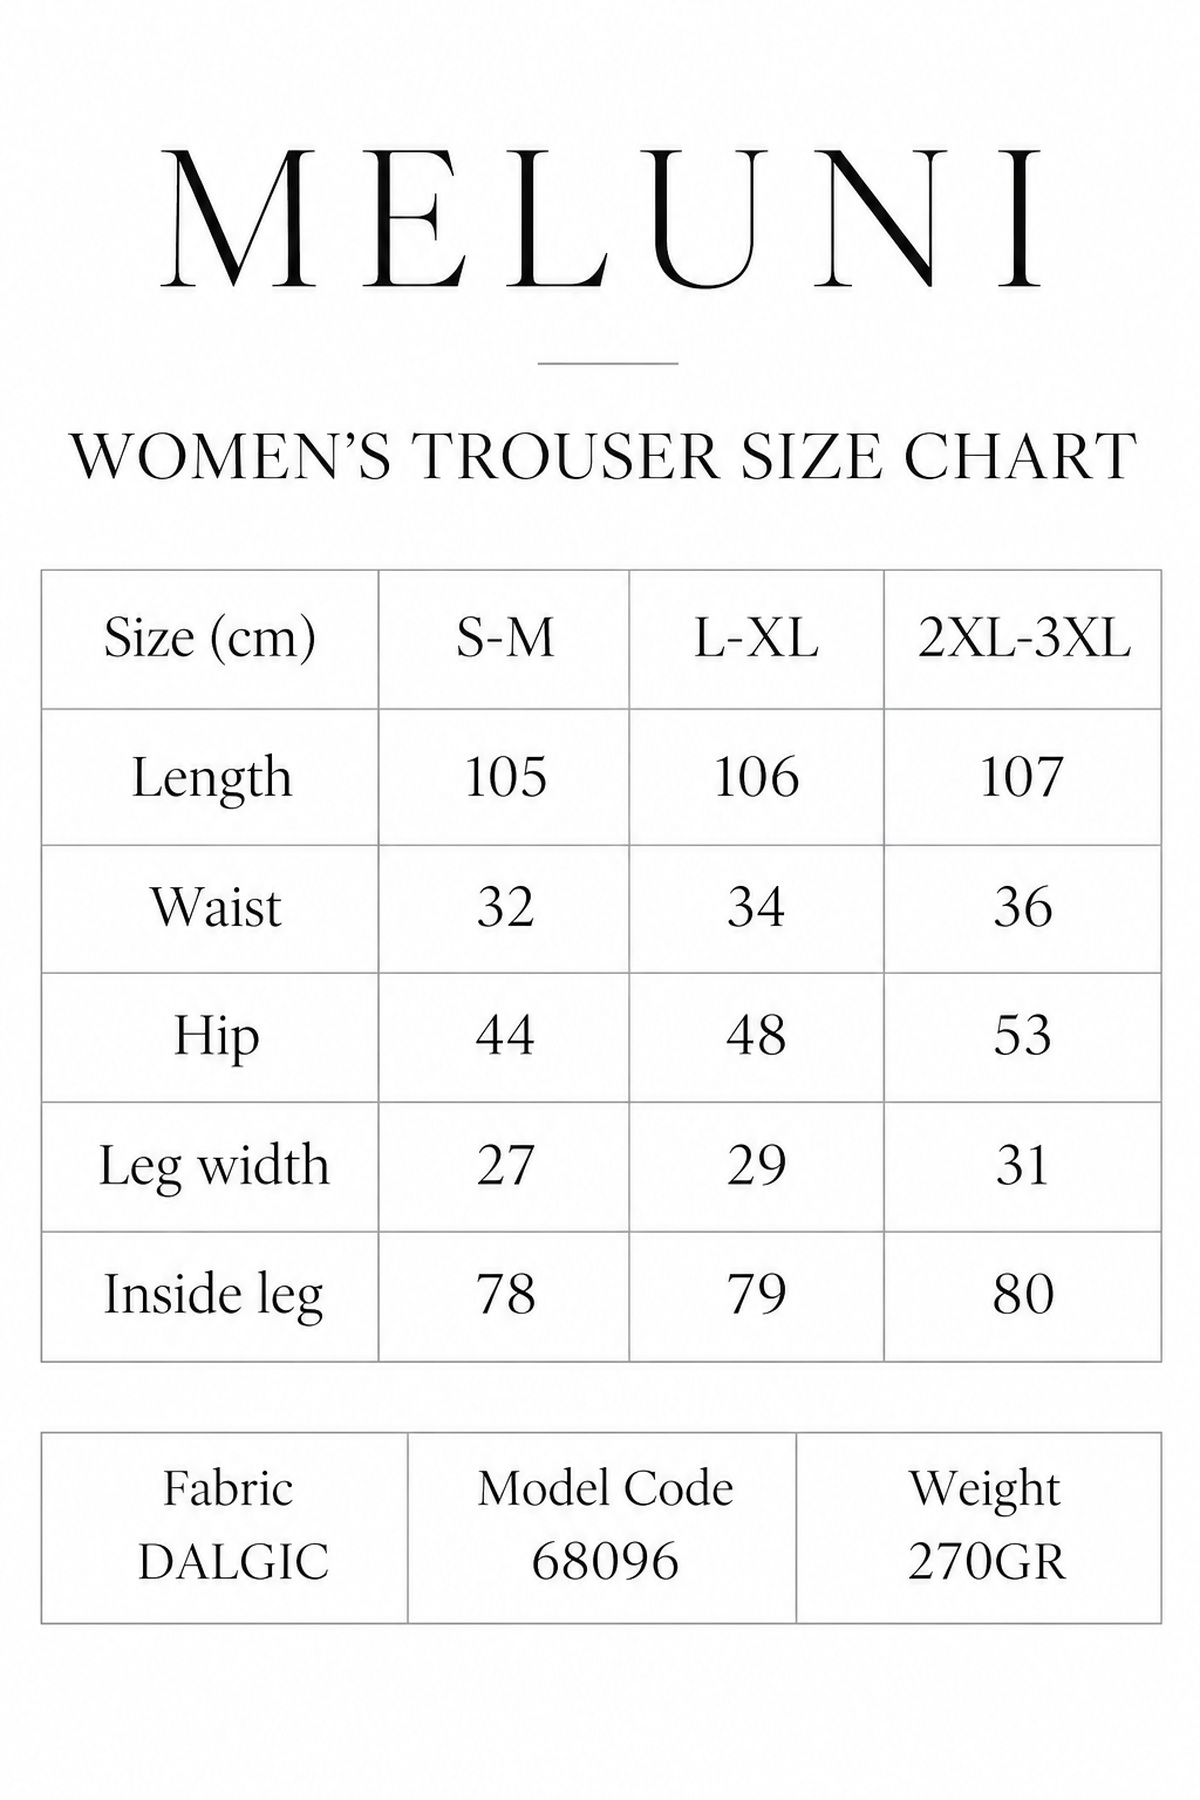 MELUNI
WOMEN’S TROUSER SIZE CHART
Size (cm) S-M L-XL 2XL-3XL
Length 105 106 107
Waist 32 34 36
Hip 44 48 53
Leg width 27 29 31
Inside leg 78 79 80
Fabric Model Code Weight
DALGIC 68096 270GR